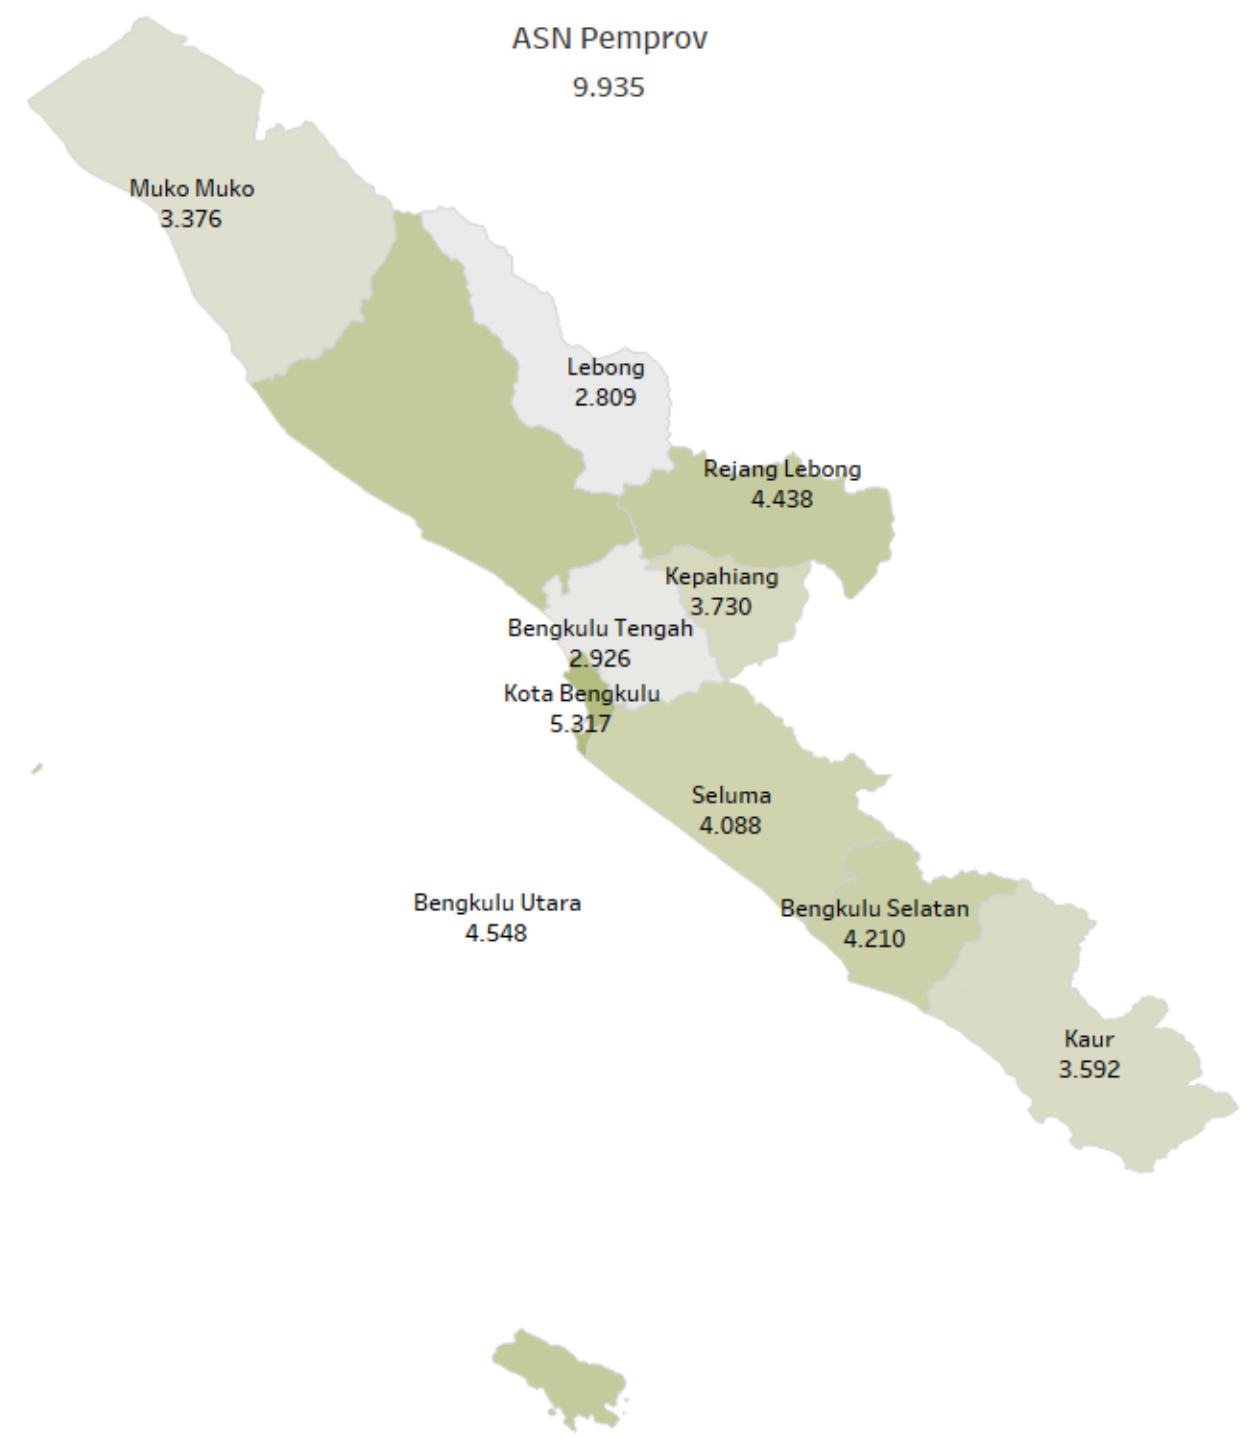 ASN Pemprov
9.935
Muko Muko
3.376
Lebong
2.809
Rejang Lebong
4.438
Kepahiang
3.730
Bengkulu Tengah
2.926
Kota Bengkulu
5.317
Seluma
4.088
Bengkulu Utara
4.548
Bengkulu Selatan
4.210
Kaur
3.592